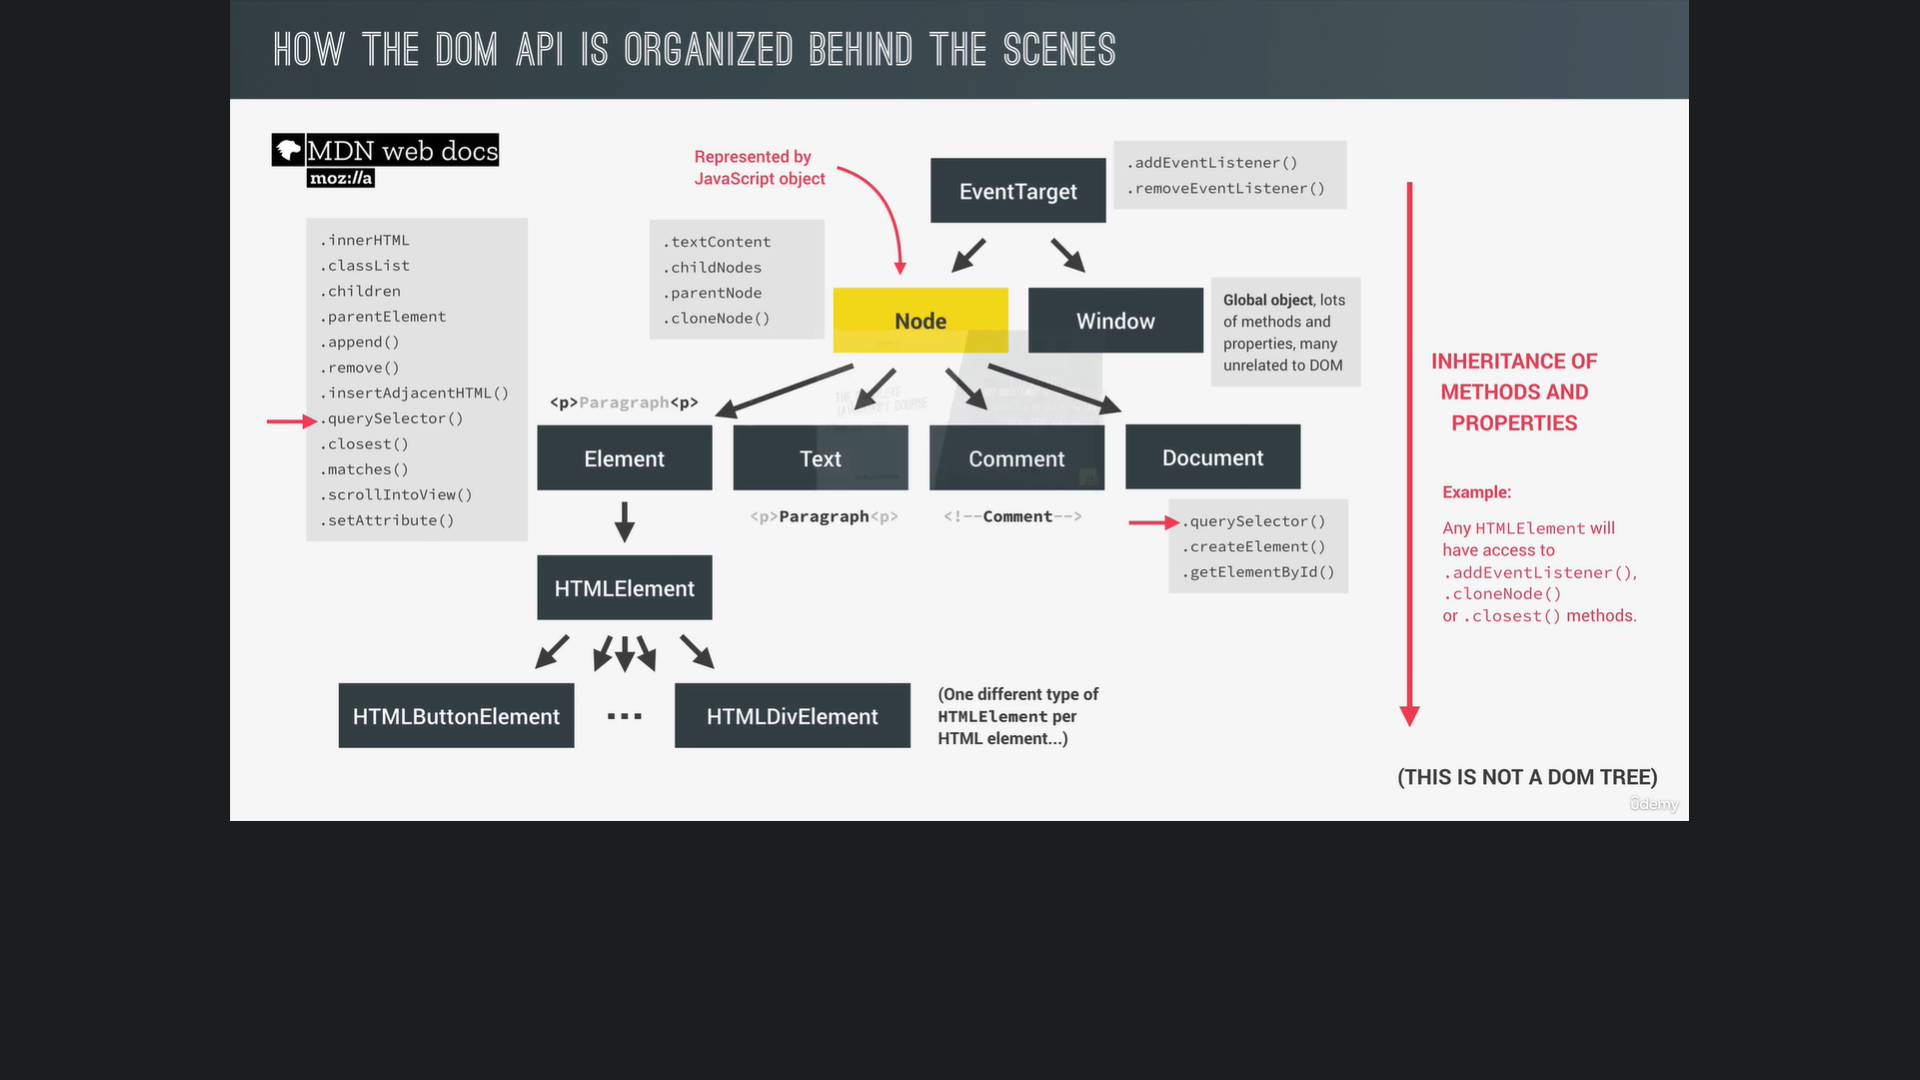 HOW THE DOM API IS ORGANIZED BEHIND THE SCENES
MDN web docs
moz://a
.innerHTML
.classList
.children
.parentElement
.append()
.remove()
.insertAdjacentHTML()
.querySelector()
.closest()
.matches()
.scrollIntoView()
.setAttribute()
Represented by
JavaScript object
.textContent
.childNodes
.parentNode
.cloneNode()
EventTarget
.addEventListener()
.removeEventListener()
Node
Window
Global object, lots
of methods and
properties, many
unrelated to DOM
<p>Paragraph<p>
Element
Text
Comment
Document
<p>Paragraph<p>
<!--Comment-->
.querySelector()
.createElement()
.getElementById()
HTMLElement
HTMLButtonElement
...
HTMLDivElement
(One different type of
HTMLElement per
HTML element...)
INHERITANCE OF
METHODS AND
PROPERTIES
Example:
Any HTMLElement will
have access to
.addEventListener(),
.cloneNode()
or .closest() methods.
(THIS IS NOT A DOM TREE)
ûdemy